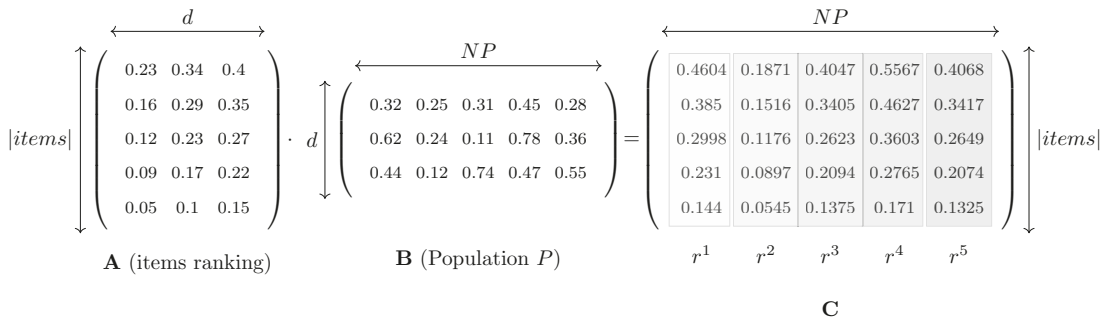 d
NP
NP
0.23 0.34 0.4
0.16 0.29 0.35
0.12 0.23 0.27
0.09 0.17 0.22
0.05 0.1 0.15
|items|
·
d
0.32 0.25 0.31 0.45 0.28
0.62 0.24 0.11 0.78 0.36
0.44 0.12 0.74 0.47 0.55
=
0.4604 0.1871 0.4047 0.5567 0.4068
0.385 0.1516 0.3405 0.4627 0.3417
0.2998 0.1176 0.2623 0.3603 0.2649
0.231 0.0897 0.2094 0.2765 0.2074
0.144 0.0545 0.1375 0.171 0.1325
|items|
A (items ranking)
B (Population P)
r¹ r² r³ r⁴ r⁵
C